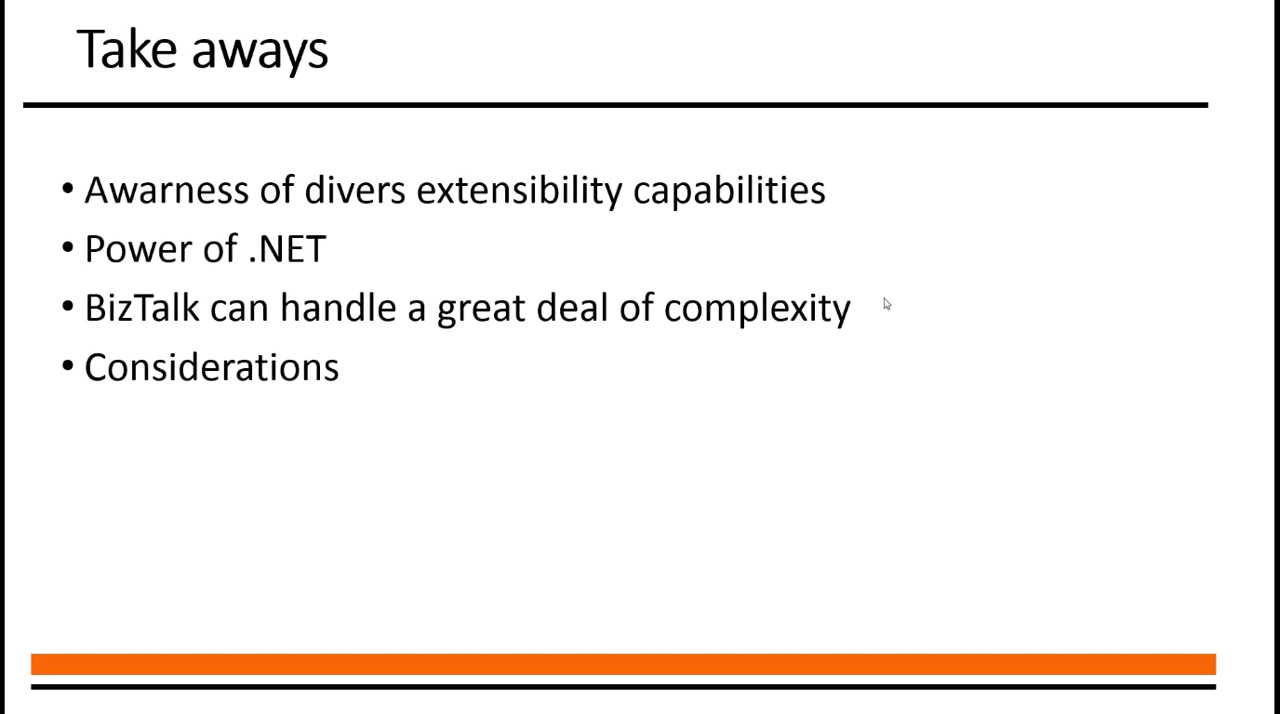 Take aways
• Awarness of divers extensibility capabilities
• Power of .NET
• BizTalk can handle a great deal of complexity
• Considerations